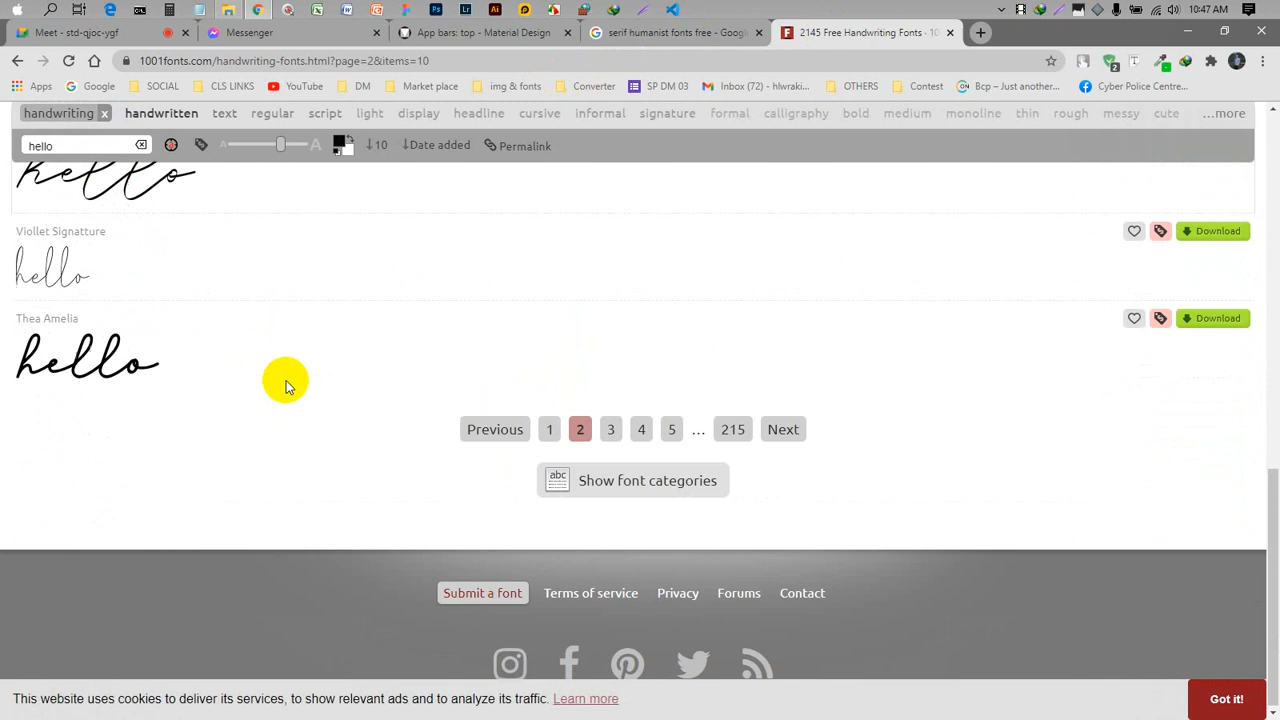 10:47 AM
Meet - std-qjoc-ygf
Messenger
App bars: top - Material Design
serif humanist fonts free - Goog
2145 Free Handwriting Fonts · 10
1001fonts.com/handwriting-fonts.html?page=2&items=10
Apps
Google
SOCIAL
CLS LINKS
YouTube
DM
Market place
img & fonts
Converter
SP DM 03
Inbox (72) - hlwraki...
OTHERS
Contest
Bcp – Just another...
Cyber Police Centre...
handwriting x
handwritten
text
regular
script
light
display
headline
cursive
informal
signature
formal
calligraphy
bold
medium
monoline
thin
rough
messy
cute
...more
hello
A
A
↓10
↓Date added
Permalink
hello
Viollet Signatture
Download
hello
Thea Amelia
Download
hello
Previous
1
2
3
4
5
...
215
Next
abc
Show font categories
Submit a font
Terms of service
Privacy
Forums
Contact
This website uses cookies to deliver its services, to show relevant ads and to analyze its traffic. Learn more
Got it!